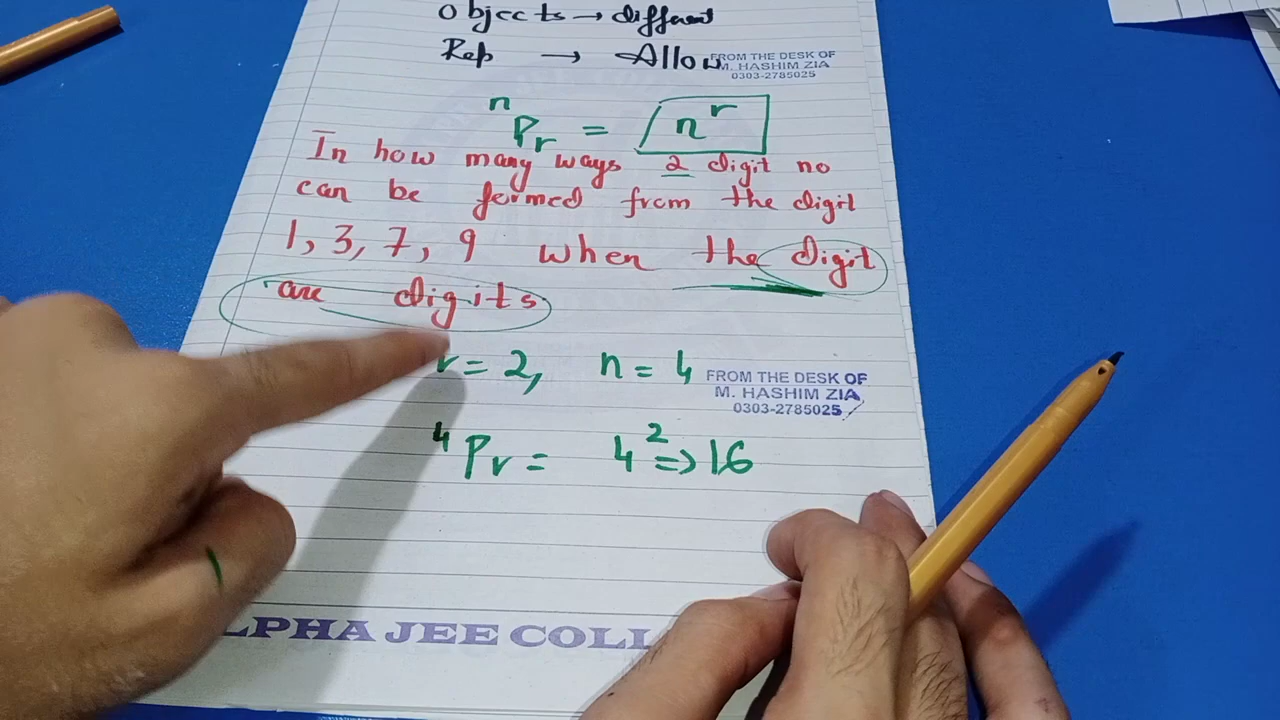 Objects → different
Rep → Allow
FROM THE DESK OF
M. HASHIM ZIA
0303-2785025
ⁿPᵣ = nʳ
In how many ways 2 digit no
can be formed from the digit
1, 3, 7, 9 when the digit
are digits
r = 2, n = 4
FROM THE DESK OF
M. HASHIM ZIA
0303-2785025
⁴Pᵣ = 4² => 16
LPHA JEE COLL